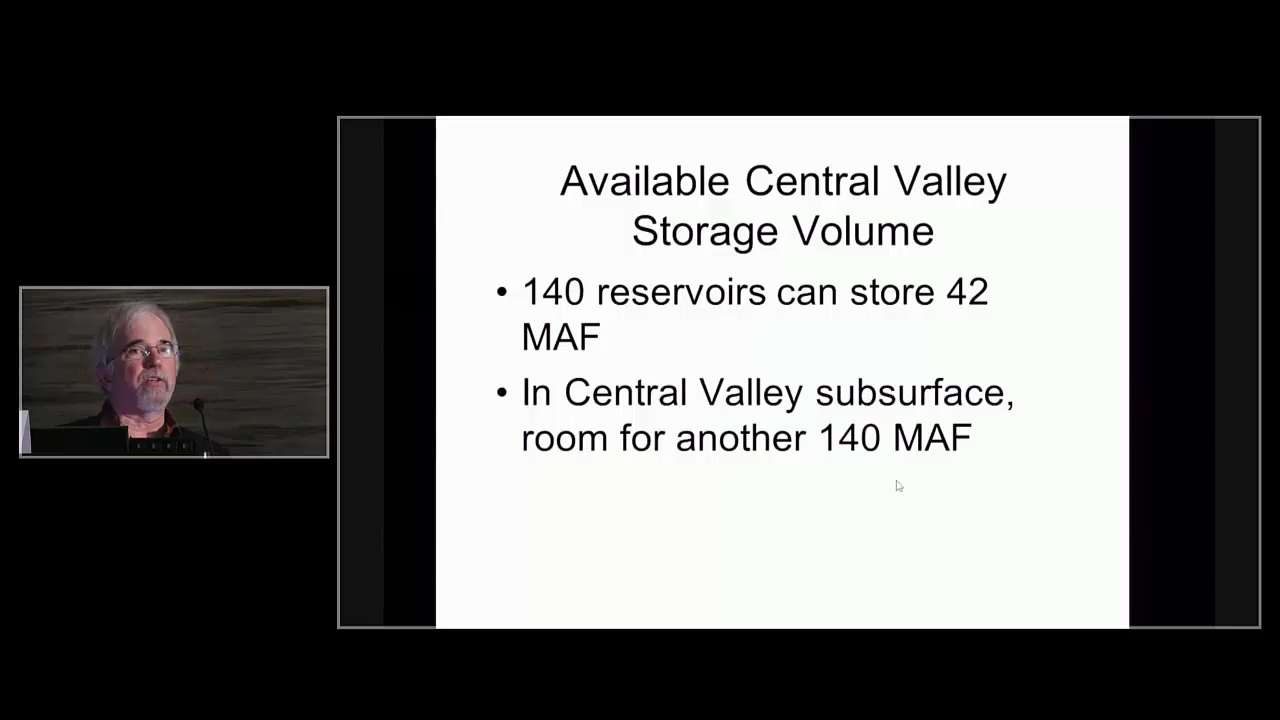 Available Central Valley
Storage Volume
• 140 reservoirs can store 42
MAF
• In Central Valley subsurface,
room for another 140 MAF